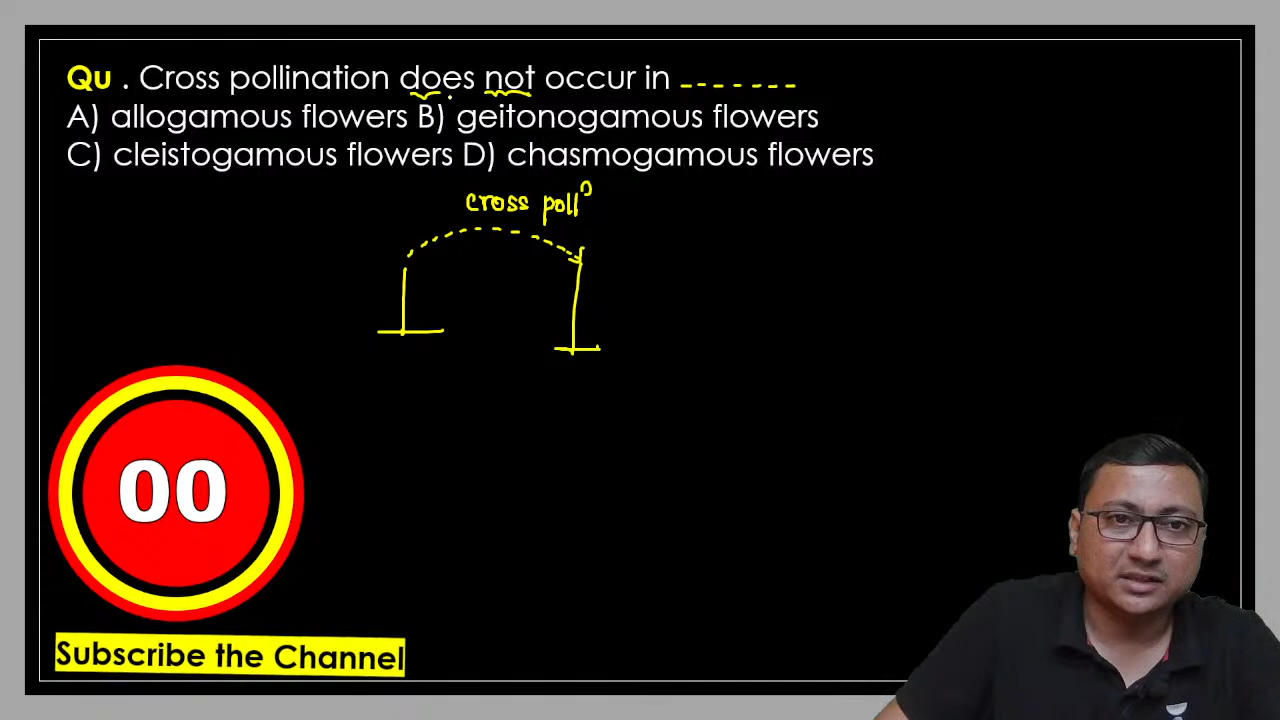 Qu . Cross pollination does not occur in -------
A) allogamous flowers B) geitonogamous flowers
C) cleistogamous flowers D) chasmogamous flowers
cross pollⁿ
00
Subscribe the Channel